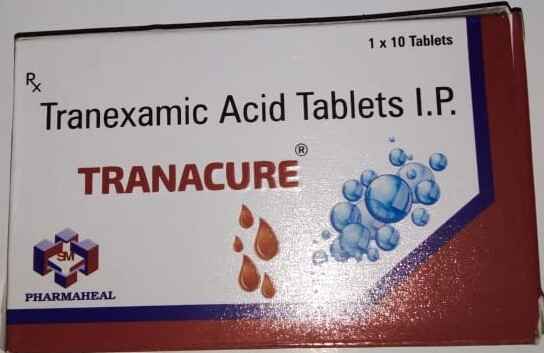 1 x 10 Tablets
Rx
Tranexamic Acid Tablets I.P.
TRANACURE®
SM
PHARMAHEAL